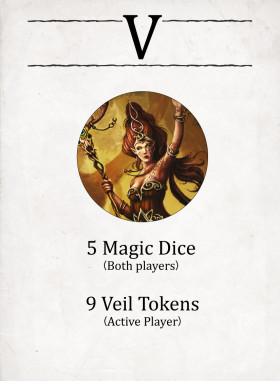 V
5 Magic Dice
(Both players)
9 Veil Tokens
(Active Player)